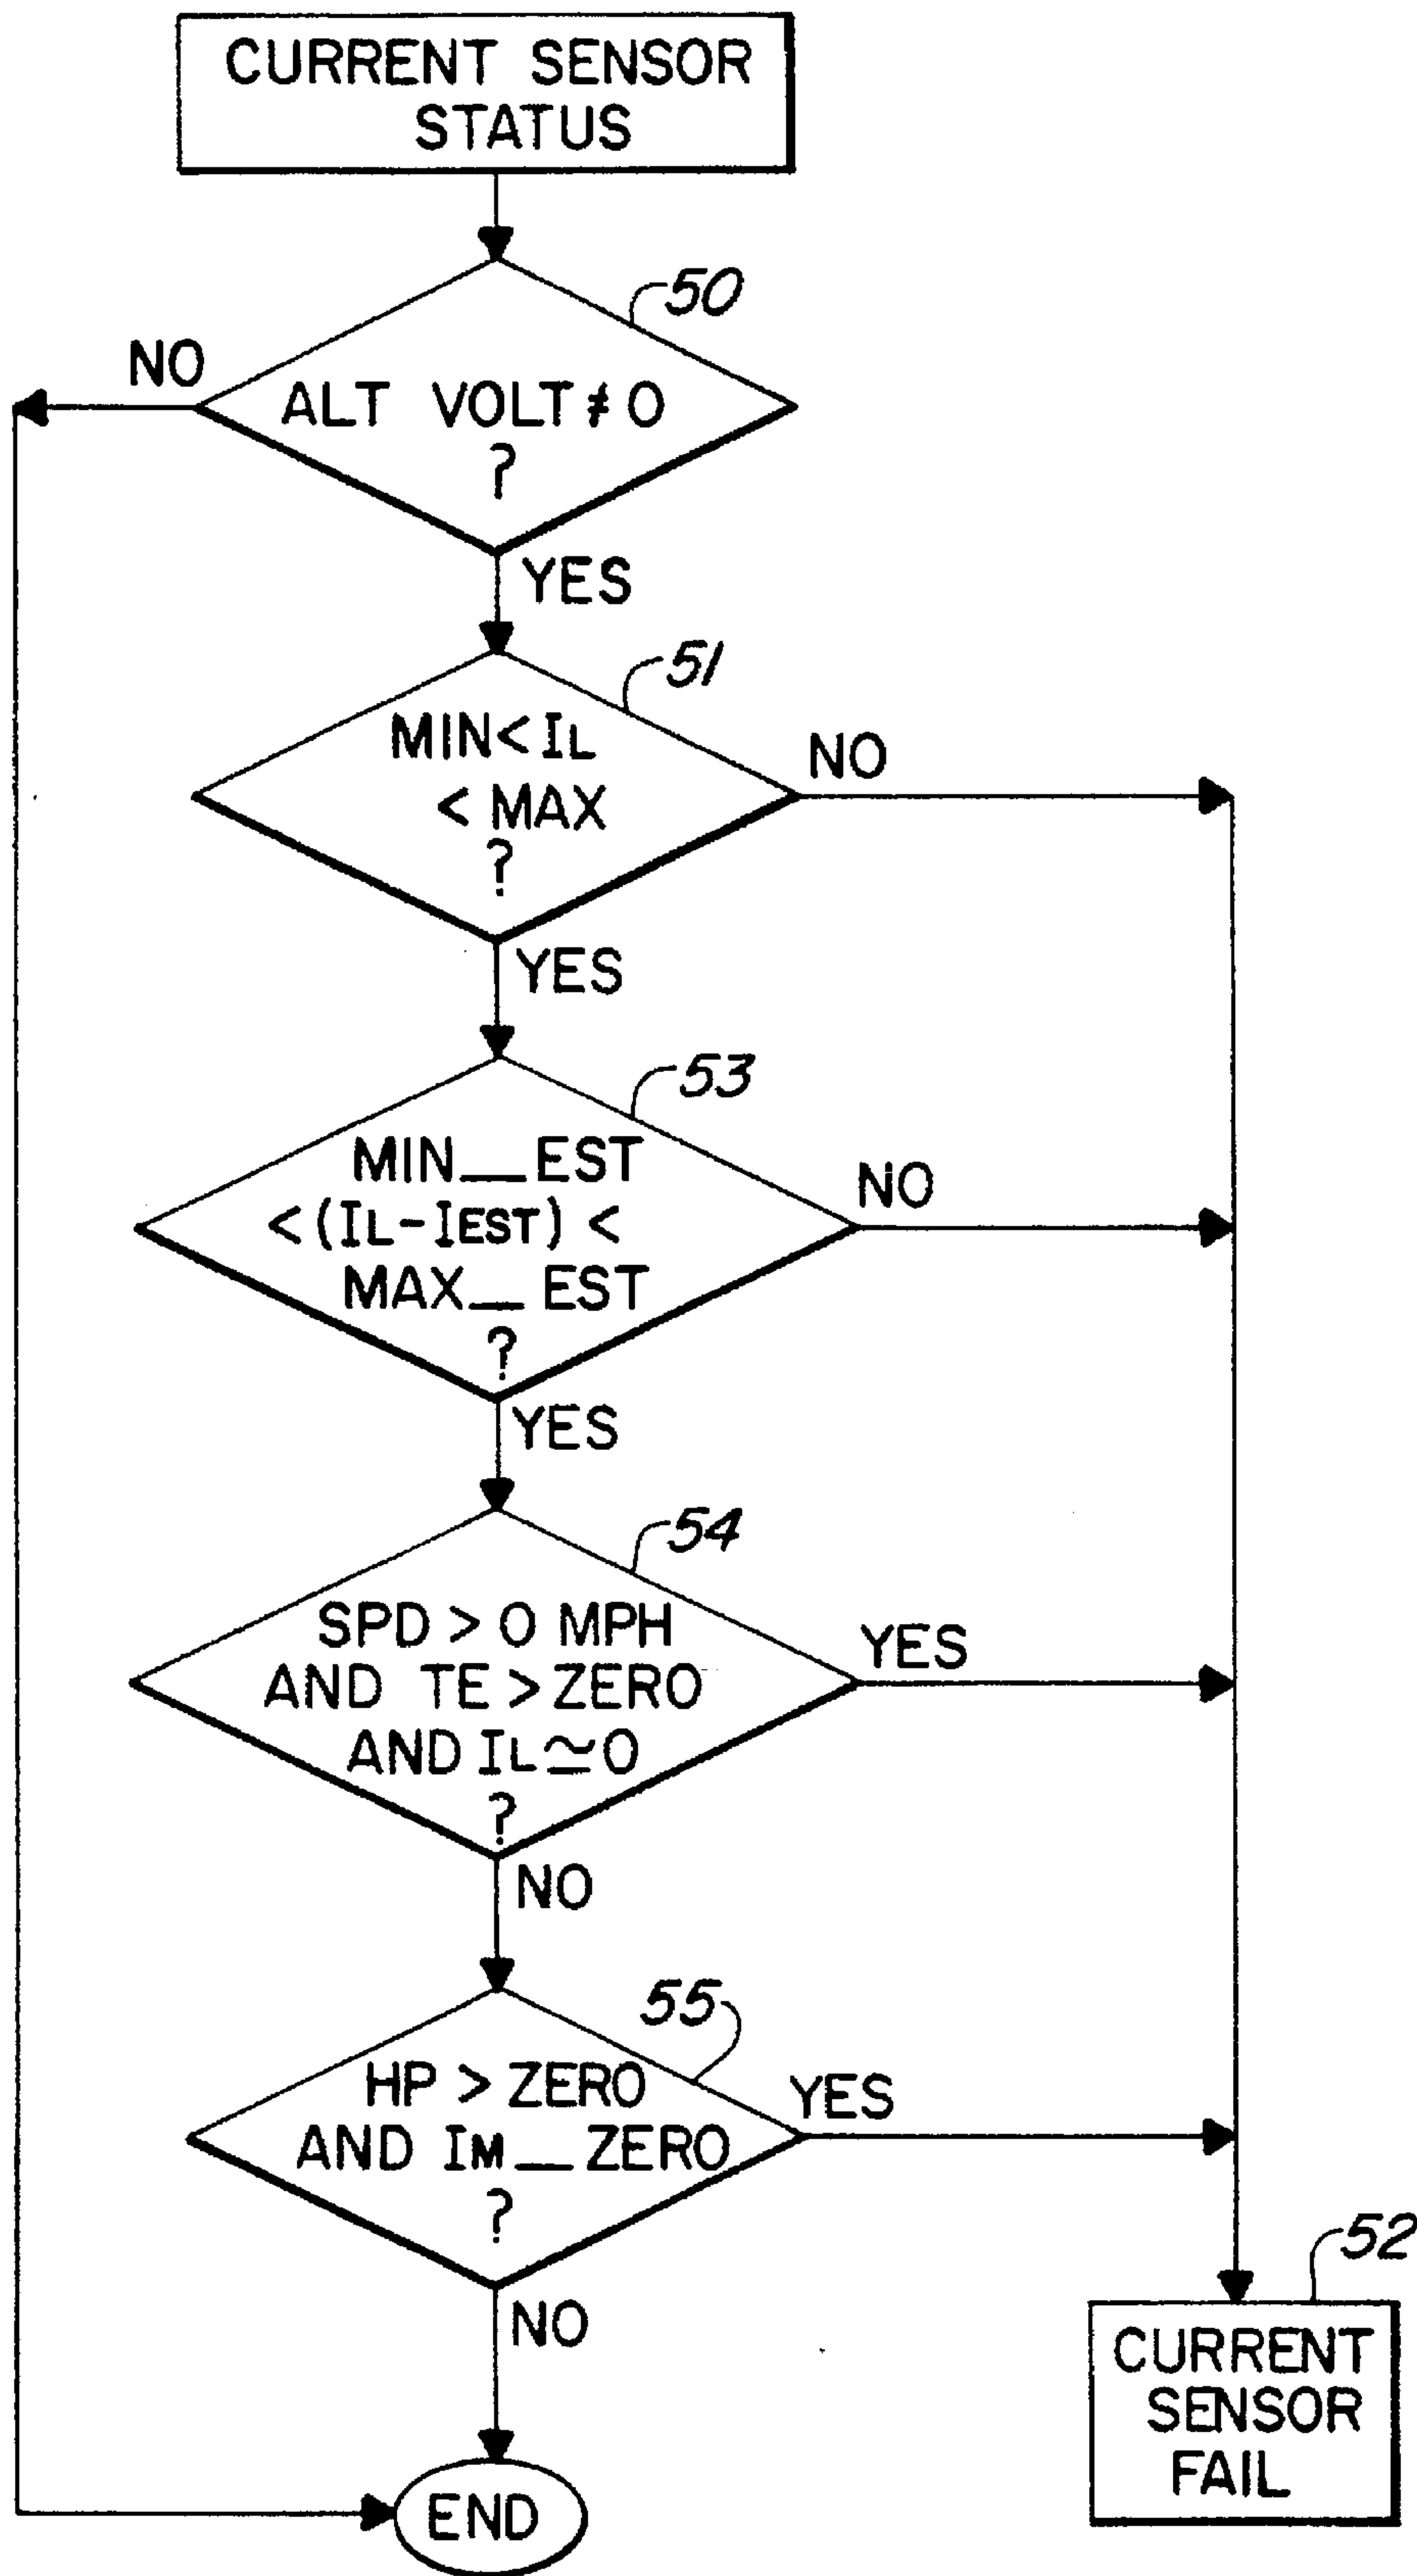 CURRENT SENSOR
STATUS
50
NO
ALT VOLT ≠ 0
?
YES
51
MIN < IL
< MAX
?
NO
YES
53
MIN__EST
< (IL-IEST) <
MAX__EST
?
NO
YES
54
SPD > 0 MPH
AND TE > ZERO
AND IL ≃ 0
?
YES
NO
55
HP > ZERO
AND IM__ZERO
?
YES
NO
52
CURRENT
SENSOR
FAIL
END